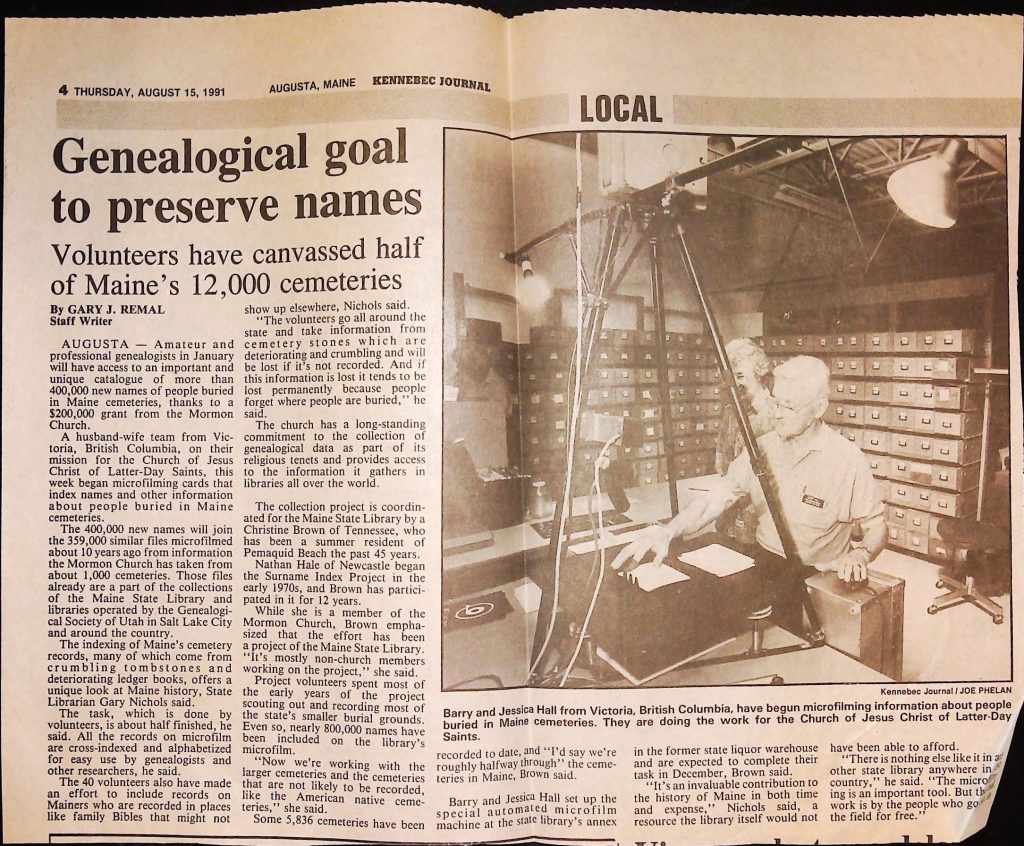 4 THURSDAY, AUGUST 15, 1991
AUGUSTA, MAINE KENNEBEC JOURNAL
LOCAL
Genealogical goal
to preserve names
Volunteers have canvassed half
of Maine's 12,000 cemeteries
By GARY J. REMAL
Staff Writer
AUGUSTA — Amateur and
professional genealogists in January
will have access to an important and
unique catalogue of more than
400,000 new names of people buried
in Maine cemeteries, thanks to a
$200,000 grant from the Mormon
Church.
A husband-wife team from Vic-
toria, British Columbia, on their
mission for the Church of Jesus
Christ of Latter-Day Saints, this
week began microfilming cards that
index names and other information
about people buried in Maine
cemeteries.
The 400,000 new names will join
the 359,000 similar files microfilmed
about 10 years ago from information
the Mormon Church has taken from
about 1,000 cemeteries. Those files
already are a part of the collections
of the Maine State Library and
libraries operated by the Genealogi-
cal Society of Utah in Salt Lake City
and around the country.
The indexing of Maine's cemetery
records, many of which come from
crumbling tombstones and
deteriorating ledger books, offers a
unique look at Maine history, State
Librarian Gary Nichols said.
The task, which is done by
volunteers, is about half finished, he
said. All the records on microfilm
are cross-indexed and alphabetized
for easy use by genealogists and
other researchers, he said.
The 40 volunteers also have made
an effort to include records on
Mainers who are recorded in places
like family Bibles that might not
show up elsewhere, Nichols said.
"The volunteers go all around the
state and take information from
cemetery stones which are
deteriorating and crumbling and will
be lost if it's not recorded. And if
this information is lost it tends to be
lost permanently because people
forget where people are buried," he
said.
The church has a long-standing
commitment to the collection of
genealogical data as part of its
religious tenets and provides access
to the information it gathers in
libraries all over the world.
The collection project is coordin-
ated for the Maine State Library by a
Christine Brown of Tennessee, who
has been a summer resident of
Pemaquid Beach the past 45 years.
Nathan Hale of Newcastle began
the Surname Index Project in the
early 1970s, and Brown has partici-
pated in it for 12 years.
While she is a member of the
Mormon Church, Brown empha-
sized that the effort has been
a project of the Maine State Library.
"It's mostly non-church members
working on the project," she said.
Project volunteers spent most of
the early years of the project
scouting out and recording most of
the state's smaller burial grounds.
Even so, nearly 800,000 names have
been included on the library's
microfilm.
"Now we're working with the
larger cemeteries and the cemeteries
that are not likely to be recorded,
like the American native ceme-
teries," she said.
Some 5,836 cemeteries have been
Kennebec Journal / JOE PHELAN
Barry and Jessica Hall from Victoria, British Columbia, have begun microfilming information about people
buried in Maine cemeteries. They are doing the work for the Church of Jesus Christ of Latter-Day
Saints.
recorded to date, and "I'd say we're
roughly halfway through" the ceme-
teries in Maine, Brown said.
Barry and Jessica Hall set up the
special automated microfilm
machine at the state library's annex
in the former state liquor warehouse
and are expected to complete their
task in December, Brown said.
"It's an invaluable contribution to
the history of Maine in both time
and expense," Nichols said, a
resource the library itself would not
have been able to afford.
"There is nothing else like it in a
other state library anywhere in
country," he said. "The microf
ing is an important tool. But th
work is by the people who go
the field for free."